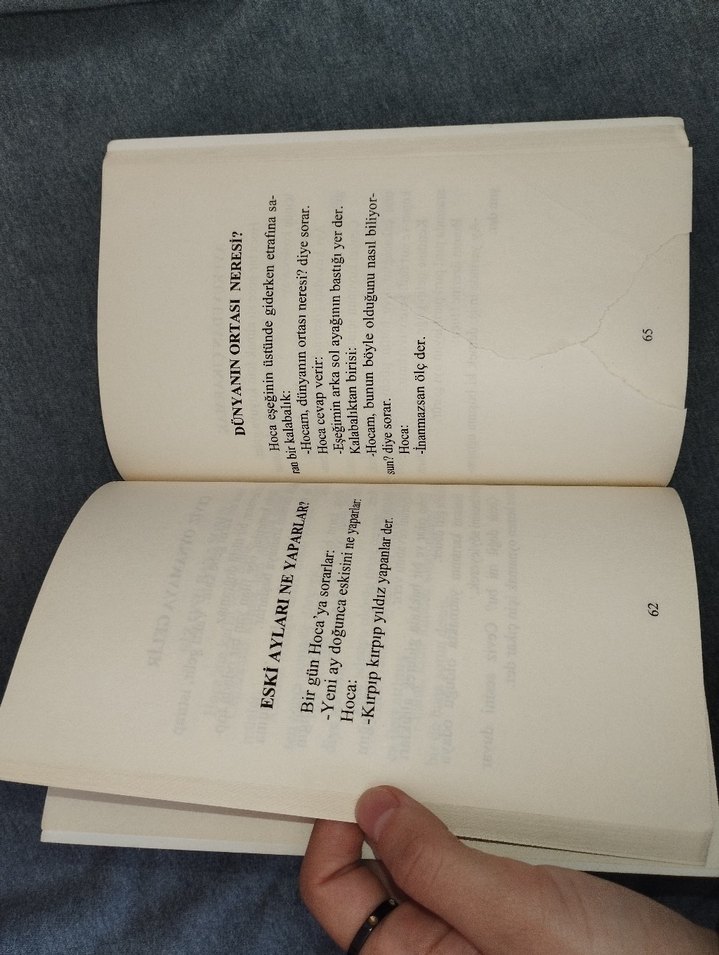 ESKİ AYLARI NE YAPARLAR?
Bir gün Hoca'ya sorarlar:
-Yeni ay doğunca eskisini ne yaparlar:
Hoca:
-Kırpıp kırpıp yıldız yapanlar der.
62
DÜNYANIN ORTASI NERESİ?
Hoca eşeğinin üstünde giderken etrafına sa-
ran bir kalabalık:
-Hocam, dünyanın ortası neresi? diye sorar.
Hoca cevap verir:
-Eşeğimin arka sol ayağının bastığı yer der.
Kalabalıktan birisi:
-Hocam, bunun böyle olduğunu nasıl biliyor-
sun? diye sorar.
Hoca:
-İnanmazsan ölç der.
65